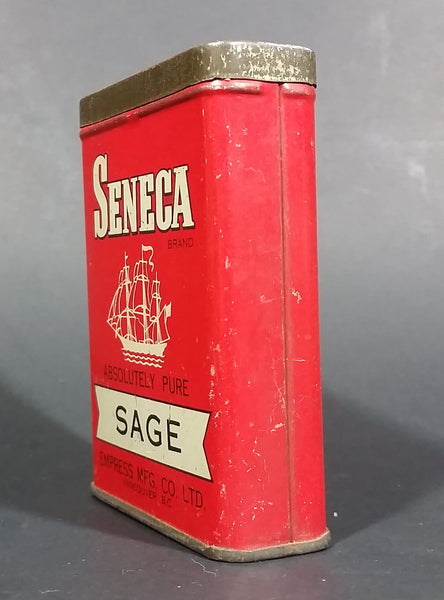 SENECA
BRAND
ABSOLUTELY PURE
SAGE
EMPRESS MFG. CO. LTD
VANCOUVER B.C.